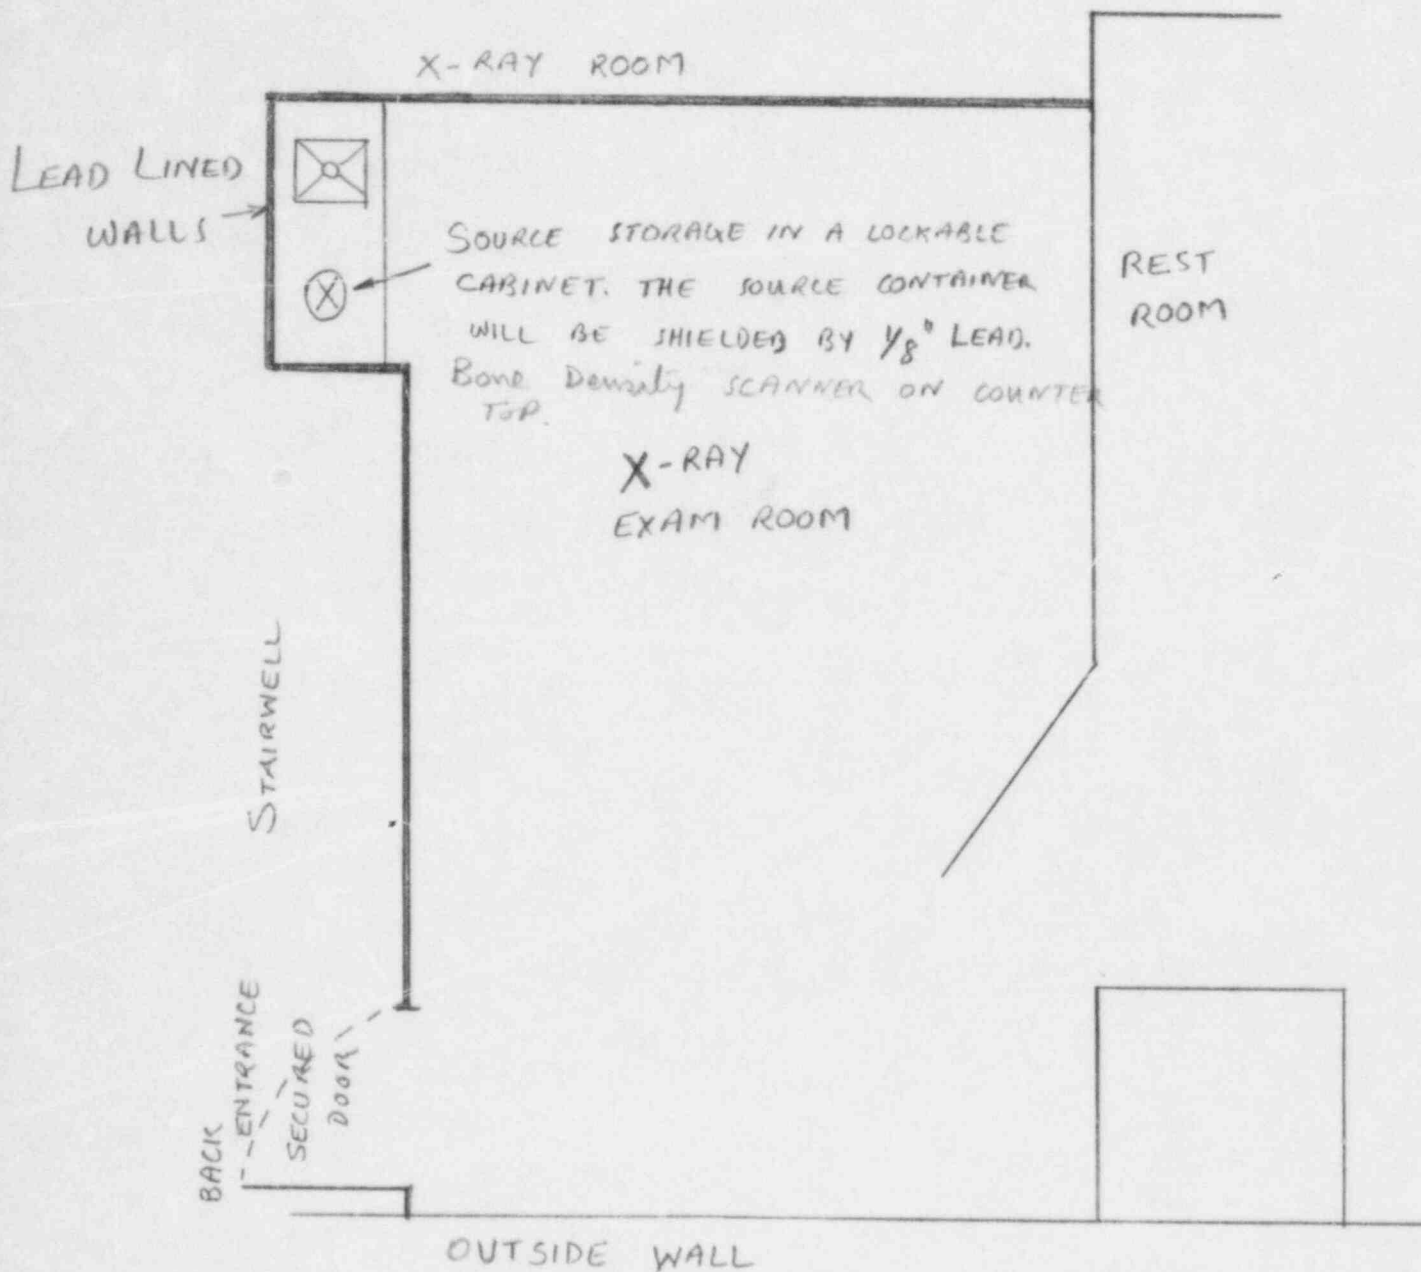 X-RAY ROOM
LEAD LINED
WALLS
SOURCE STORAGE IN A LOCKABLE
CABINET. THE SOURCE CONTAINER
WILL BE SHIELDED BY 1/8" LEAD.
Bone Density SCANNER ON COUNTER
TOP.
REST
ROOM
X-RAY
EXAM ROOM
STAIRWELL
BACK
ENTRANCE
SECURED
DOOR
OUTSIDE WALL